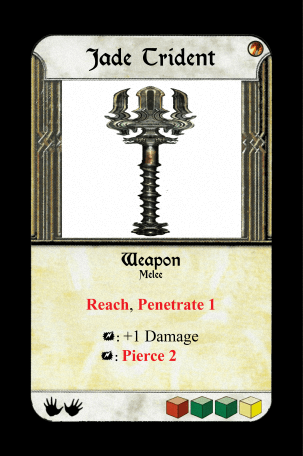 Jade Trident
Weapon
Melee
Reach, Penetrate 1
: +1 Damage
: Pierce 2